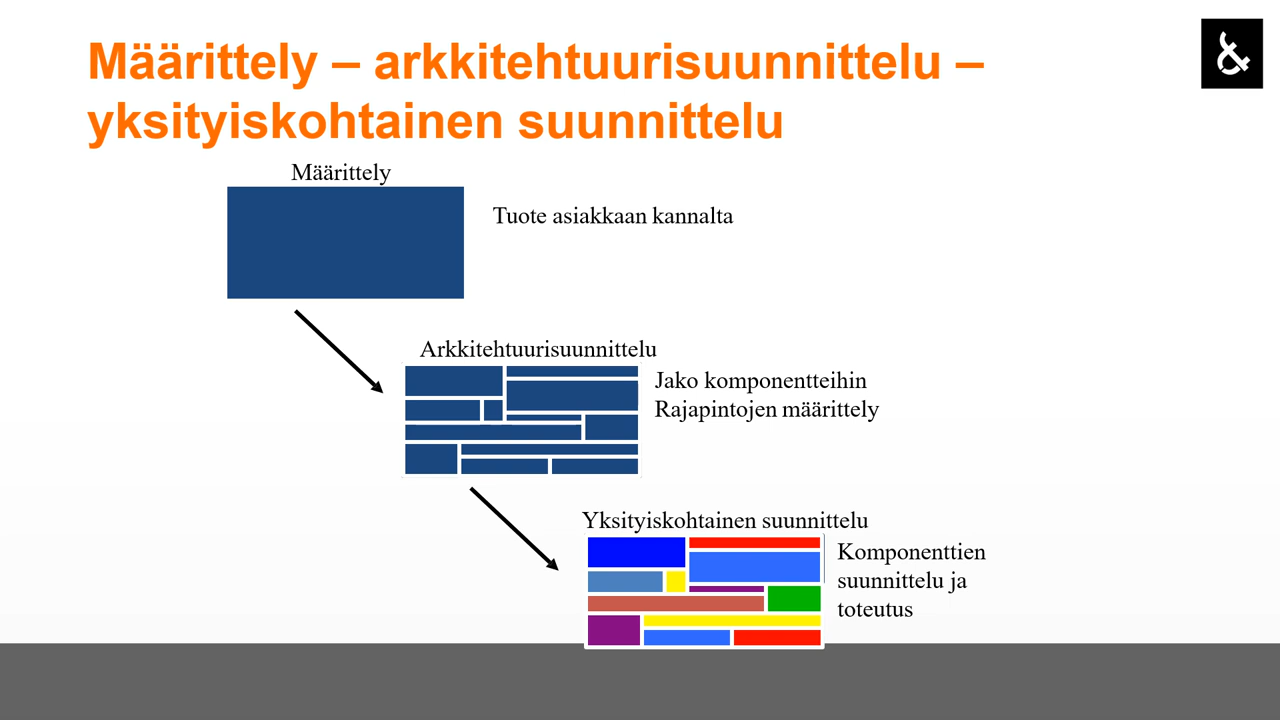 Määrittely – arkkitehtuurisuunnittelu –
yksityiskohtainen suunnittelu
&
Määrittely
Tuote asiakkaan kannalta
Arkkitehtuurisuunnittelu
Jako komponentteihin
Rajapintojen määrittely
Yksityiskohtainen suunnittelu
Komponenttien
suunnittelu ja
toteutus